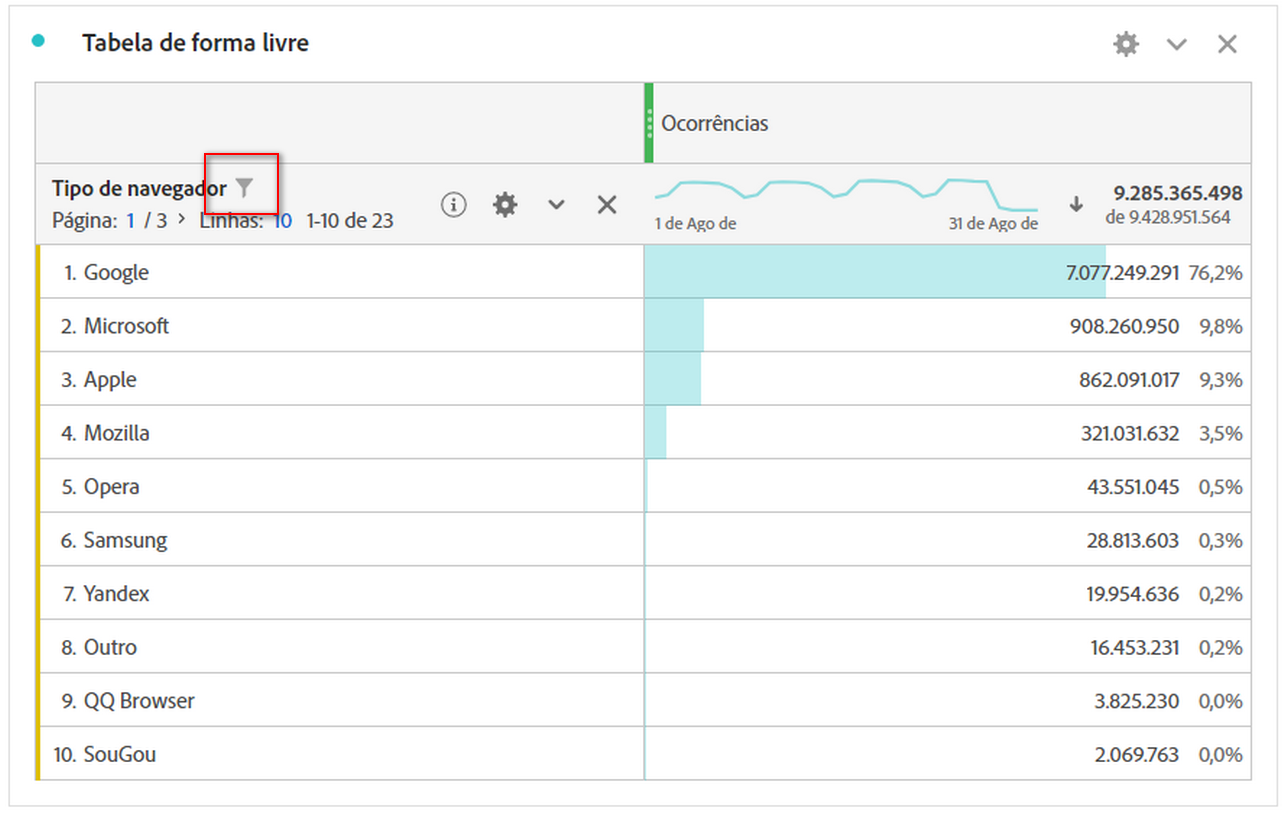 Tabela de forma livre
Ocorrências
Tipo de navegador
Página: 1 / 3 > Linhas: 10 1-10 de 23
1 de Ago de
31 de Ago de
9.285.365.498
de 9.428.951.564
1. Google 7.077.249.291 76,2%
2. Microsoft 908.260.950 9,8%
3. Apple 862.091.017 9,3%
4. Mozilla 321.031.632 3,5%
5. Opera 43.551.045 0,5%
6. Samsung 28.813.603 0,3%
7. Yandex 19.954.636 0,2%
8. Outro 16.453.231 0,2%
9. QQ Browser 3.825.230 0,0%
10. SouGou 2.069.763 0,0%